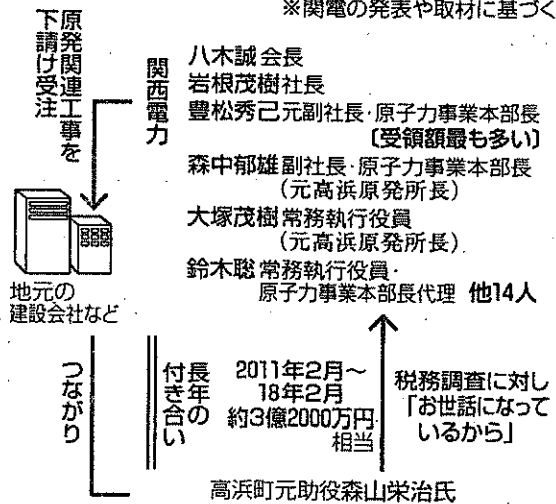 ※関電の発表や取材に基づく
原発関連工事を
下請け受注
関西電力
八木誠会長
岩根茂樹社長
豊松秀己元副社長・原子力事業本部長
〔受領額最も多い〕
森中郁雄副社長・原子力事業本部長
(元高浜原発所長)
大塚茂樹常務執行役員
(元高浜原発所長)
鈴木聡常務執行役員・
原子力事業本部長代理 他14人
地元の
建設会社など
つながり
長年の
付き合い
2011年2月〜
18年2月
約3億2000万円
相当
税務調査に対し
「お世話になって
いるから」
高浜町元助役森山栄治氏